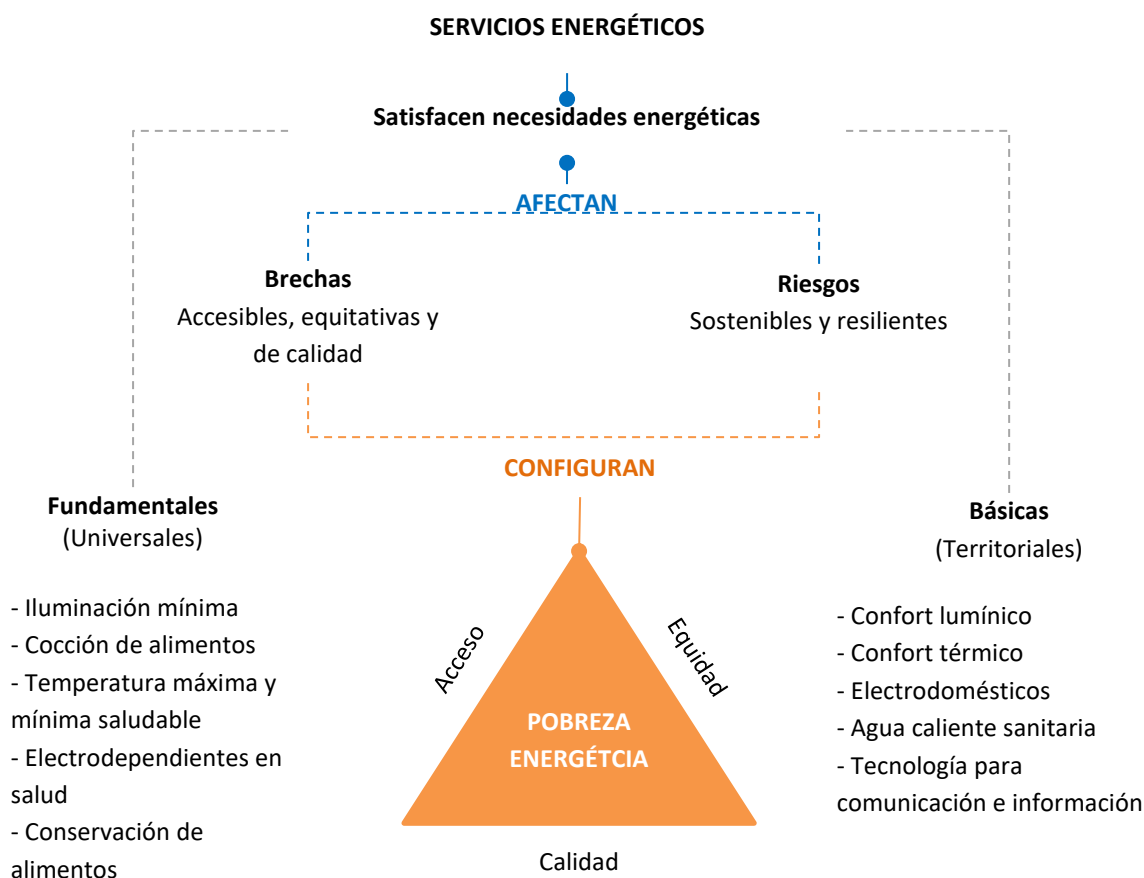 SERVICIOS ENERGÉTICOS
Satisfacen necesidades energéticas
AFECTAN
Brechas
Accesibles, equitativas y
de calidad
Riesgos
Sostenibles y resilientes
CONFIGURAN
Fundamentales
(Universales)
- Iluminación mínima
- Cocción de alimentos
- Temperatura máxima y
mínima saludable
- Electrodependientes en
salud
- Conservación de
alimentos
Acceso
Equidad
POBREZA
ENERGÉTCIA
Calidad
Básicas
(Territoriales)
- Confort lumínico
- Confort térmico
- Electrodomésticos
- Agua caliente sanitaria
- Tecnología para
comunicación e información